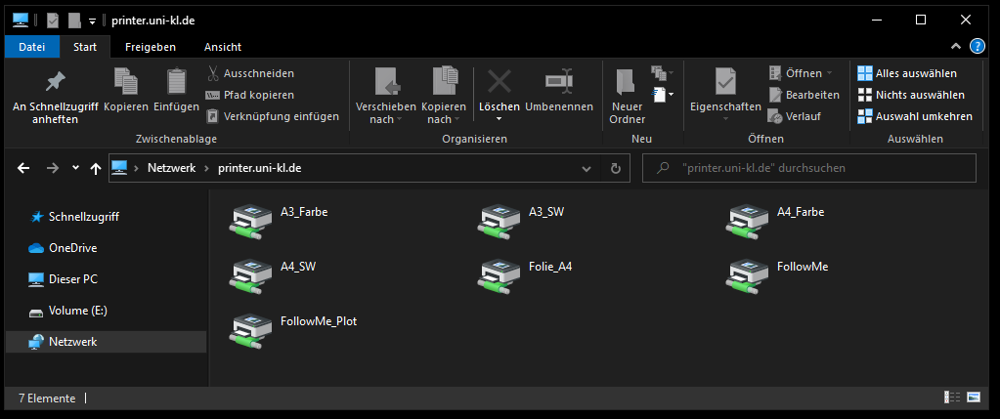 printer.uni-kl.de
Datei Start Freigeben Ansicht
An Schnellzugriff
anheften
Kopieren
Einfügen
Ausschneiden
Pfad kopieren
Verknüpfung einfügen
Zwischenablage
Verschieben
nach
Kopieren
nach
Löschen
Umbenennen
Organisieren
Neuer
Ordner
Neu
Eigenschaften
Öffnen
Bearbeiten
Verlauf
Öffnen
Alles auswählen
Nichts auswählen
Auswahl umkehren
Auswählen
Netzwerk printer.uni-kl.de
"printer.uni-kl.de" durchsuchen
Schnellzugriff
OneDrive
Dieser PC
Volume (E:)
Netzwerk
A3_Farbe A3_SW A4_Farbe
A4_SW Folie_A4 FollowMe
FollowMe_Plot
7 Elemente